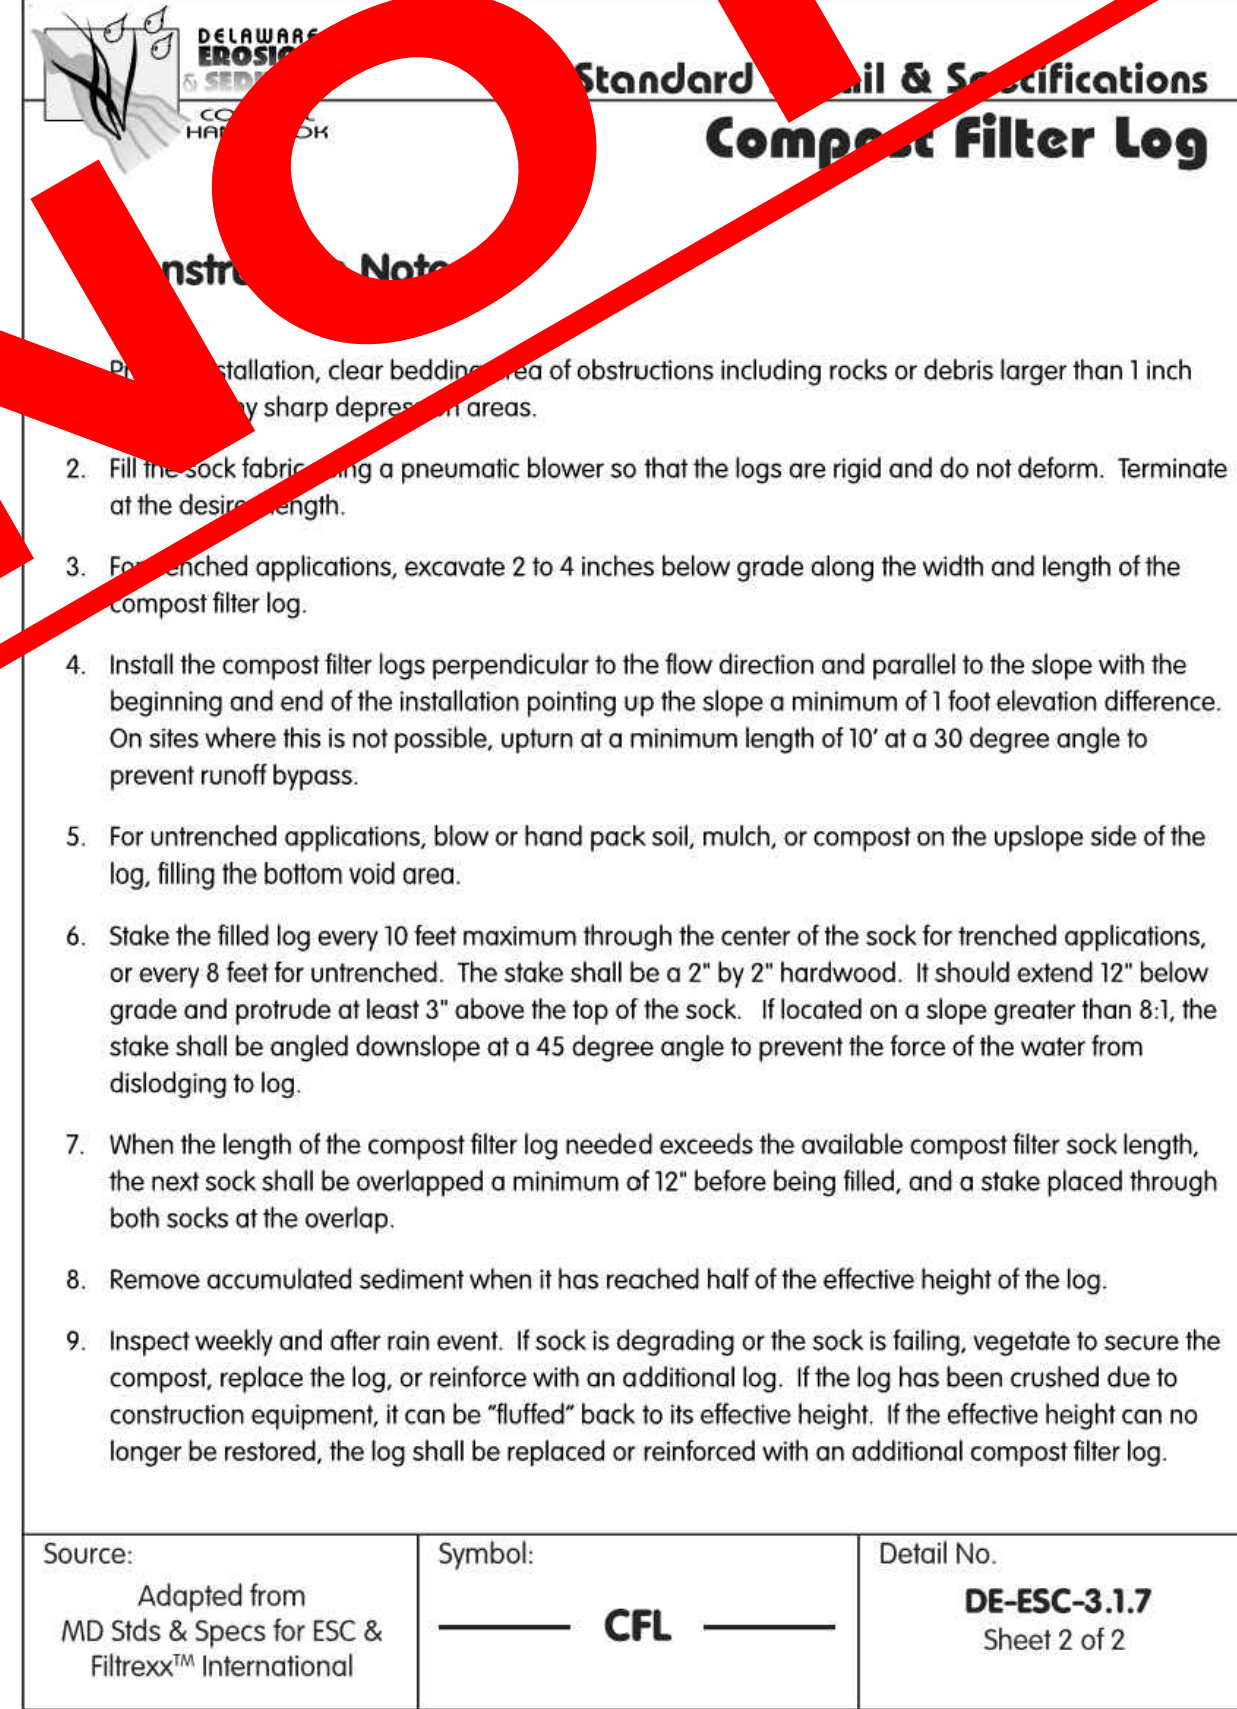 DELAWARE
EROSION
&
Standard & Specifications
HANDBOOK
Compost Filter Log
stallation, clear bedding area of obstructions including rocks or debris larger than 1 inch
sharp depression areas.
2. Fill the sock fabric using a pneumatic blower so that the logs are rigid and do not deform. Terminate
at the desired length.
3. For trenched applications, excavate 2 to 4 inches below grade along the width and length of the
compost filter log.
4. Install the compost filter logs perpendicular to the flow direction and parallel to the slope with the
beginning and end of the installation pointing up the slope a minimum of 1 foot elevation difference.
On sites where this is not possible, upturn at a minimum length of 10' at a 30 degree angle to
prevent runoff bypass.
5. For untrenched applications, blow or hand pack soil, mulch, or compost on the upslope side of the
log, filling the bottom void area.
6. Stake the filled log every 10 feet maximum through the center of the sock for trenched applications,
or every 8 feet for untrenched. The stake shall be a 2" by 2" hardwood. It should extend 12" below
grade and protrude at least 3" above the top of the sock. If located on a slope greater than 8:1, the
stake shall be angled downslope at a 45 degree angle to prevent the force of the water from
dislodging to log.
7. When the length of the compost filter log needed exceeds the available compost filter sock length,
the next sock shall be overlapped a minimum of 12" before being filled, and a stake placed through
both socks at the overlap.
8. Remove accumulated sediment when it has reached half of the effective height of the log.
9. Inspect weekly and after rain event. If sock is degrading or the sock is failing, vegetate to secure the
compost, replace the log, or reinforce with an additional log. If the log has been crushed due to
construction equipment, it can be "fluffed" back to its effective height. If the effective height can no
longer be restored, the log shall be replaced or reinforced with an additional compost filter log.
Source:
Adapted from
MD Stds & Specs for ESC &
Filtrexx™ International
Symbol:
CFL
Detail No.
DE-ESC-3.1.7
Sheet 2 of 2